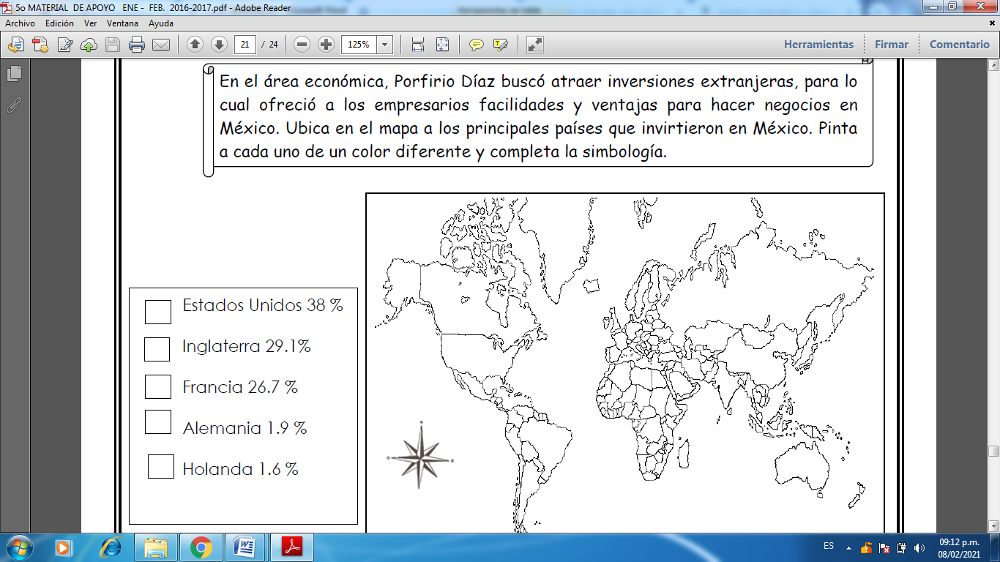 5o MATERIAL DE APOYO ENE - FEB. 2016-2017.pdf - Adobe Reader
Archivo Edición Ver Ventana Ayuda
21 / 24 125% Herramientas Firmar Comentario
En el área económica, Porfirio Díaz buscó atraer inversiones extranjeras, para lo
cual ofreció a los empresarios facilidades y ventajas para hacer negocios en
México. Ubica en el mapa a los principales países que invirtieron en México. Pinta
a cada uno de un color diferente y completa la simbología.
Estados Unidos 38 %
Inglaterra 29.1%
Francia 26.7 %
Alemania 1.9 %
Holanda 1.6 %
N
O
E
ES
09:12 p.m.
08/02/2021